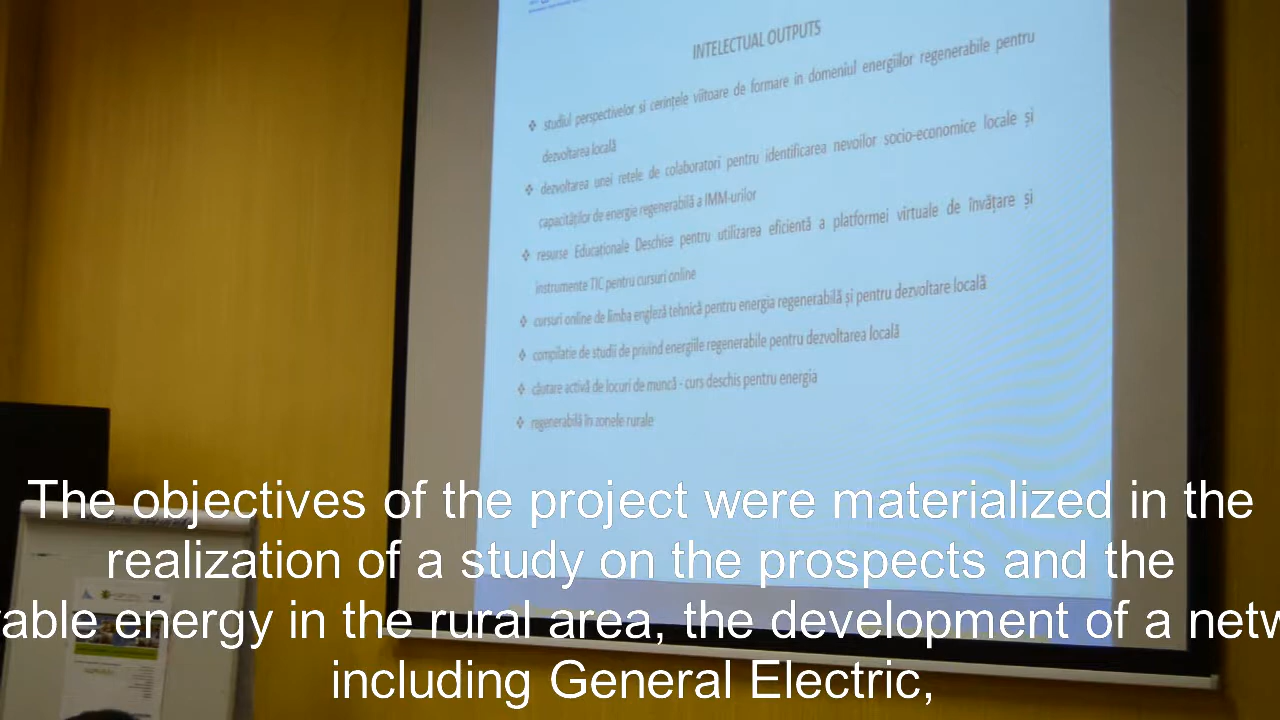 INTELECTUAL OUTPUTS
❖ studiul perspectivelor si cerințele viitoare de formare in domeniul energiilor regenerabile pentru
dezvoltarea locală
❖ dezvoltarea unei retele de colaboratori pentru identificarea nevoilor socio-economice locale și
capacităților de energie regenerabilă a IMM-urilor
❖ resurse Educaționale Deschise pentru utilizarea eficientă a platformei virtuale de învățare și
instrumente TIC pentru cursuri online
❖ cursuri online de limba engleză tehnică pentru energia regenerabilă și pentru dezvoltare locală
❖ compilatie de studii de privind energiile regenerabile pentru dezvoltarea locală
❖ căutare activă de locuri de muncă - curs deschis pentru energia
❖ regenerabilă în zonele rurale
The objectives of the project were materialized in the
realization of a study on the prospects and the
energy in the rural area, the development of a
including General Electric,